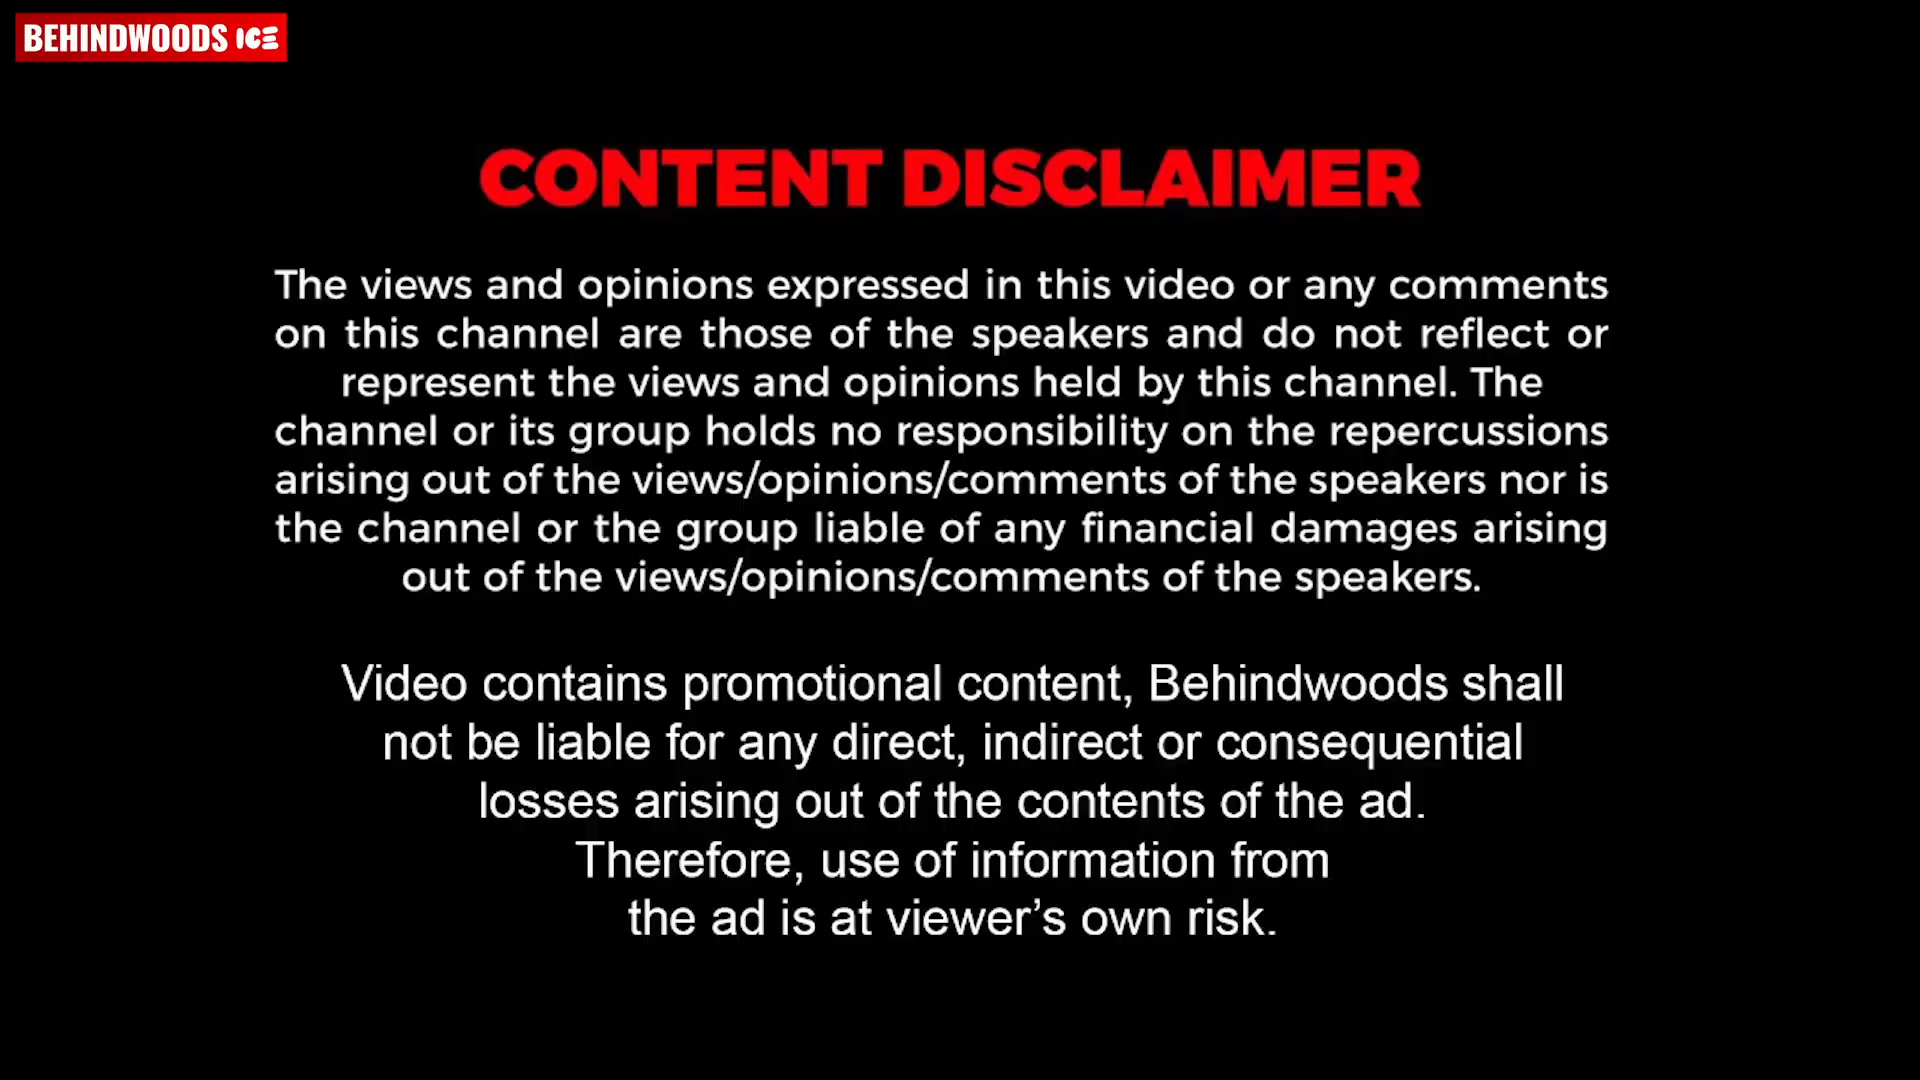 BEHINDWOODS ICE
CONTENT DISCLAIMER
The views and opinions expressed in this video or any comments
on this channel are those of the speakers and do not reflect or
represent the views and opinions held by this channel. The
channel or its group holds no responsibility on the repercussions
arising out of the views/opinions/comments of the speakers nor is
the channel or the group liable of any financial damages arising
out of the views/opinions/comments of the speakers.
Video contains promotional content, Behindwoods shall
not be liable for any direct, indirect or consequential
losses arising out of the contents of the ad.
Therefore, use of information from
the ad is at viewer’s own risk.